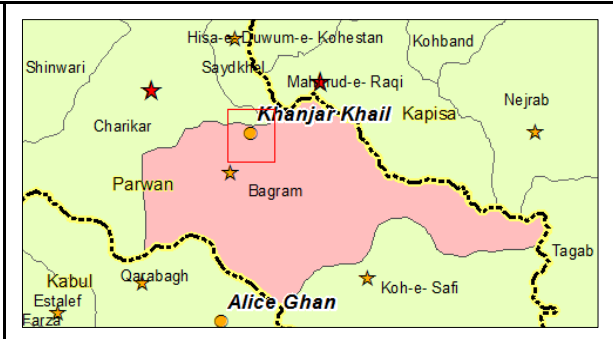 Hisa-e-Duwum-e- Kohestan
Kohband
Shinwari
Saydkhel
Mahmud-e- Raqi
Nejrab
Khanjar Khail
Kapisa
Charikar
Parwan
Bagram
Tagab
Kabul
Qarabagh
Koh-e- Safi
Estalef
Alice Ghan
Farza